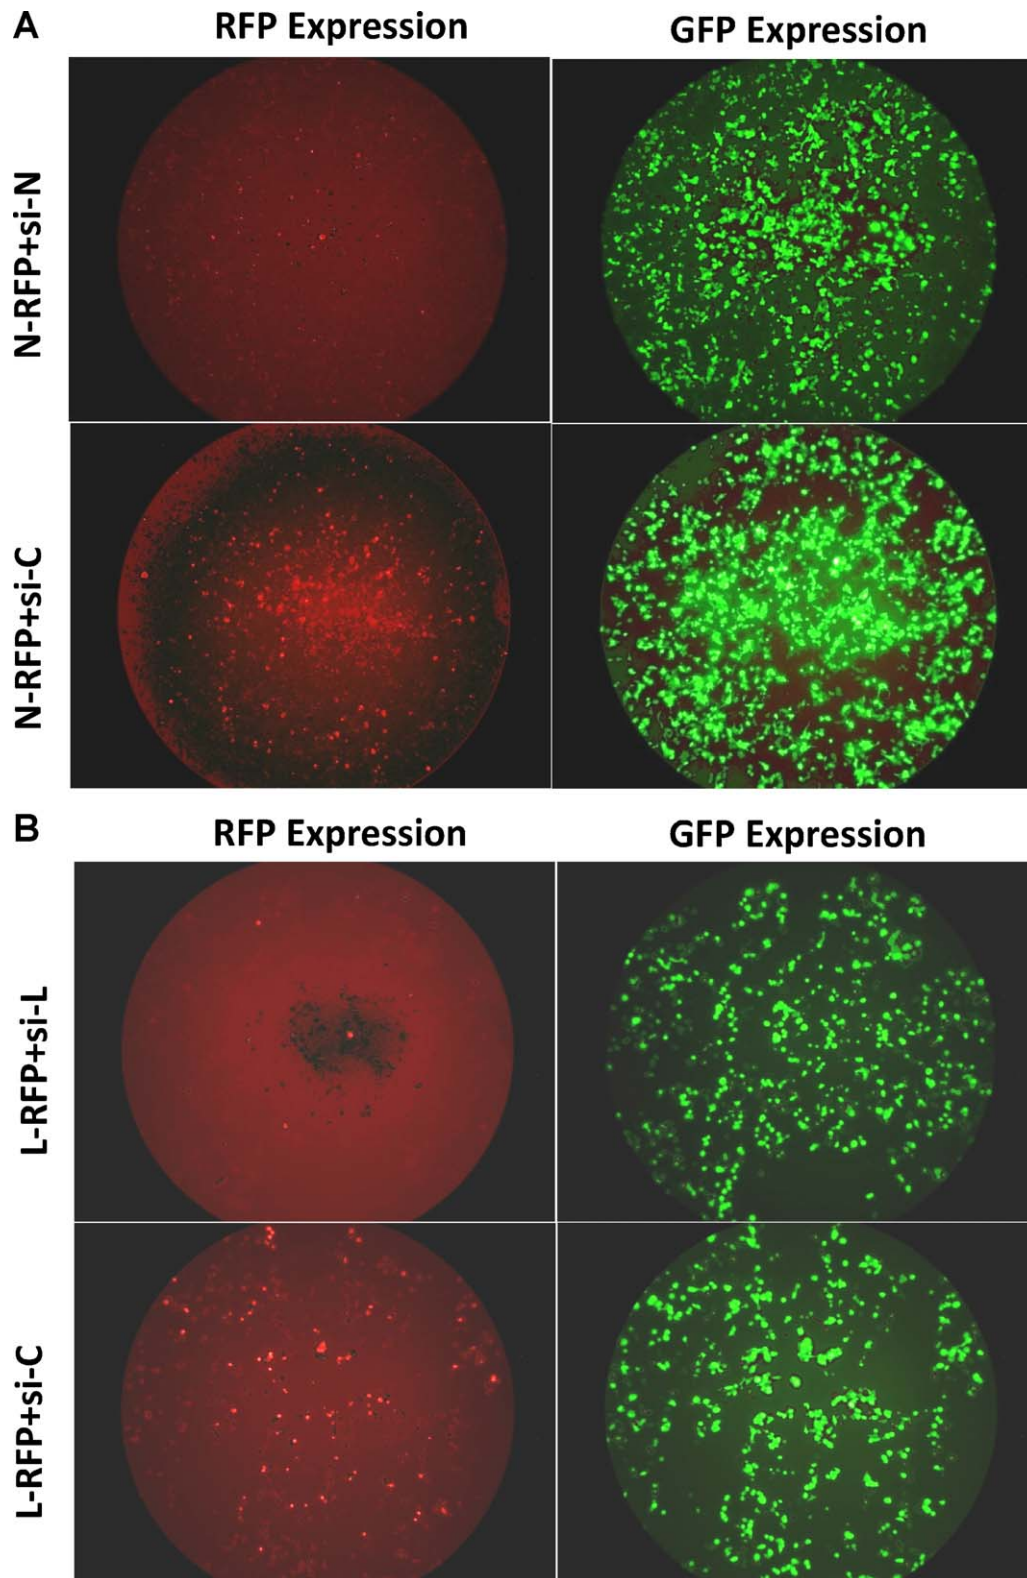 A
RFP Expression
GFP Expression
N-RFP+si-N
N-RFP+si-C
B
RFP Expression
GFP Expression
L-RFP+si-L
L-RFP+si-C